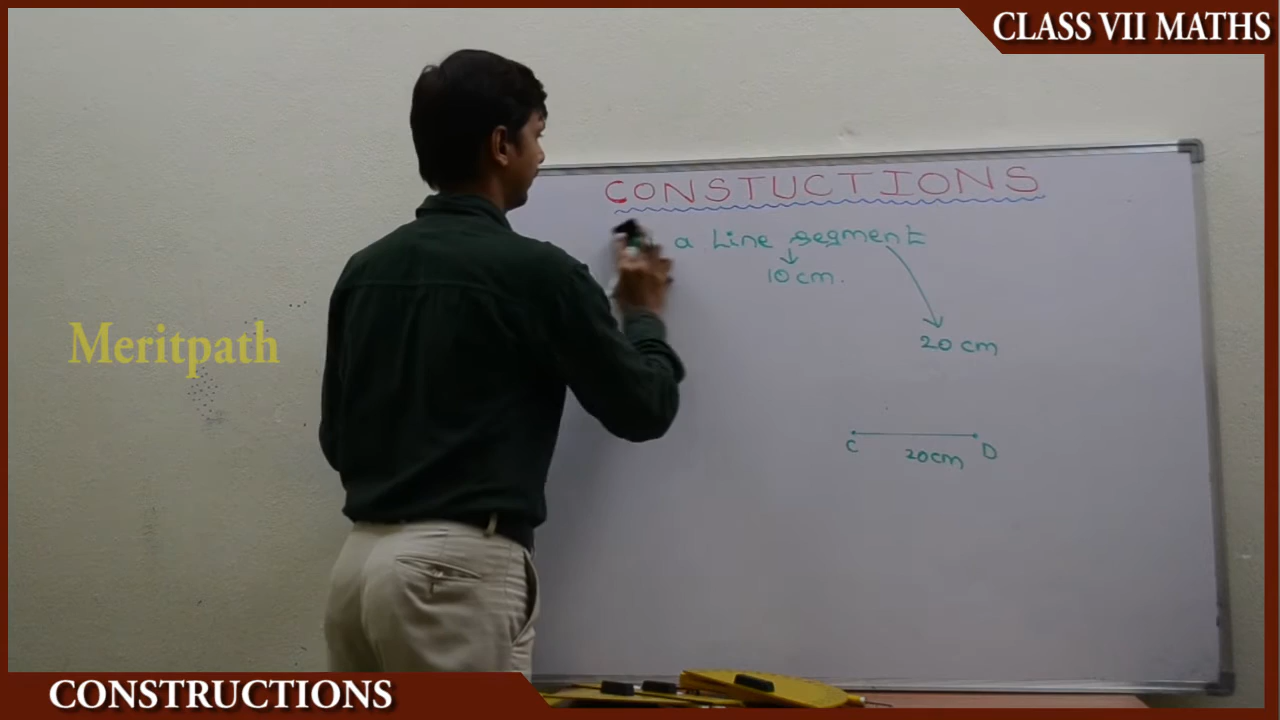 CLASS VII MATHS
CONSTUCTIONS
a Line segment
10 cm.
20 cm
Meritpath
C D
20cm
CONSTRUCTIONS